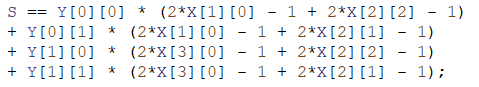 S == Y[0][0] * (2*X[1][0] - 1 + 2*X[2][2] - 1)
+ Y[0][1] * (2*X[1][0] - 1 + 2*X[2][1] - 1)
+ Y[1][0] * (2*X[3][0] - 1 + 2*X[2][2] - 1)
+ Y[1][1] * (2*X[3][0] - 1 + 2*X[2][1] - 1);